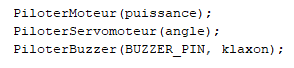 PiloterMoteur(puissance);
PiloterServomoteur(angle);
PiloterBuzzer(BUZZER_PIN, klaxon);